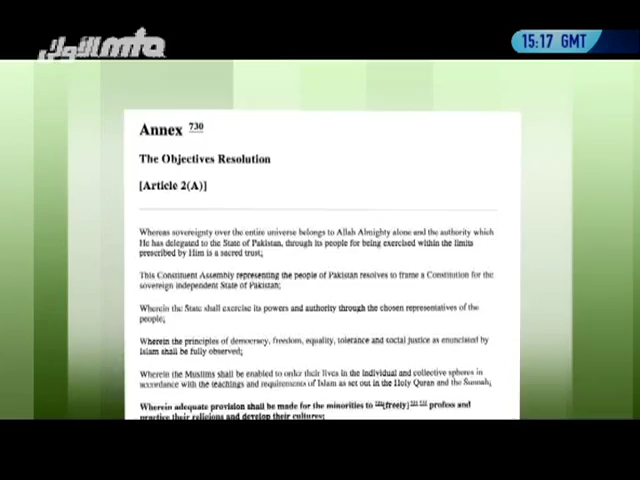 الاولى mta
15:17 GMT
Annex 730
The Objectives Resolution
[Article 2(A)]
Whereas sovereignty over the entire universe belongs to Allah Almighty alone and the authority which
He has delegated to the State of Pakistan, through its people for being exercised within the limits
prescribed by Him is a sacred trust;
This Constituent Assembly representing the people of Pakistan resolves to frame a Constitution for the
sovereign independent State of Pakistan;
Wherein the State shall exercise its powers and authority through the chosen representatives of the
people;
Wherein the principles of democracy, freedom, equality, tolerance and social justice as enunciated by
Islam shall be fully observed;
Wherein the Muslims shall be enabled to order their lives in the individual and collective spheres in
accordance with the teachings and requirements of Islam as set out in the Holy Quran and the Sunnah;
Wherein adequate provision shall be made for the minorities to [freely] profess and
practice their religions and develop their cultures;